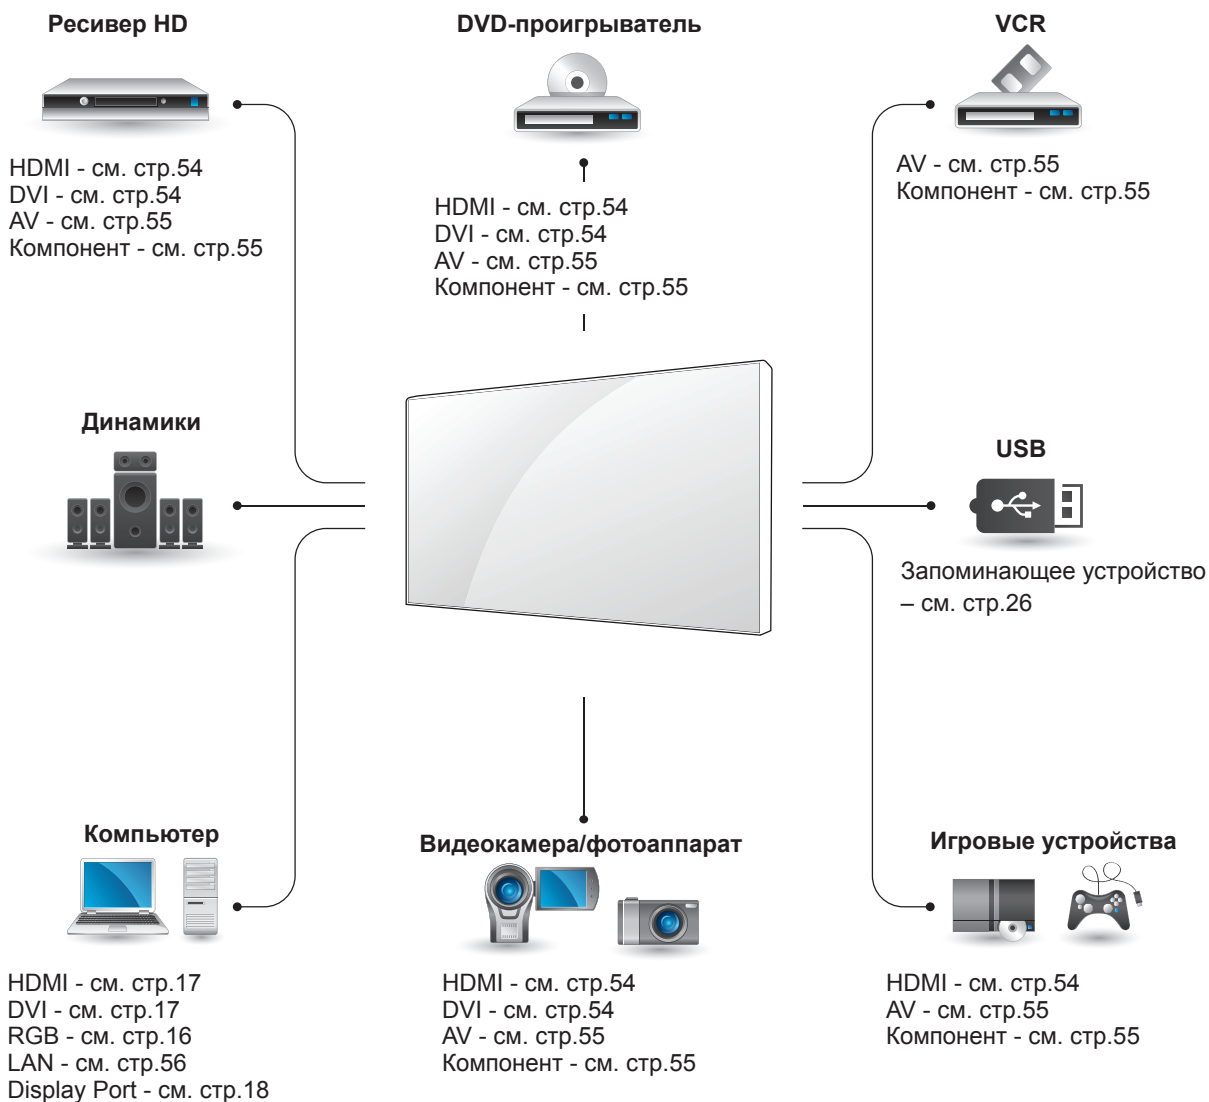 Ресивер HD
HDMI - см. стр.54
DVI - см. стр.54
AV - см. стр.55
Компонент - см. стр.55
DVD-проигрыватель
HDMI - см. стр.54
DVI - см. стр.54
AV - см. стр.55
Компонент - см. стр.55
VCR
AV - см. стр.55
Компонент - см. стр.55
Динамики
USB
Запоминающее устройство
– см. стр.26
Компьютер
HDMI - см. стр.17
DVI - см. стр.17
RGB - см. стр.16
LAN - см. стр.56
Display Port - см. стр.18
Видеокамера/фотоаппарат
HDMI - см. стр.54
DVI - см. стр.54
AV - см. стр.55
Компонент - см. стр.55
Игровые устройства
HDMI - см. стр.54
AV - см. стр.55
Компонент - см. стр.55